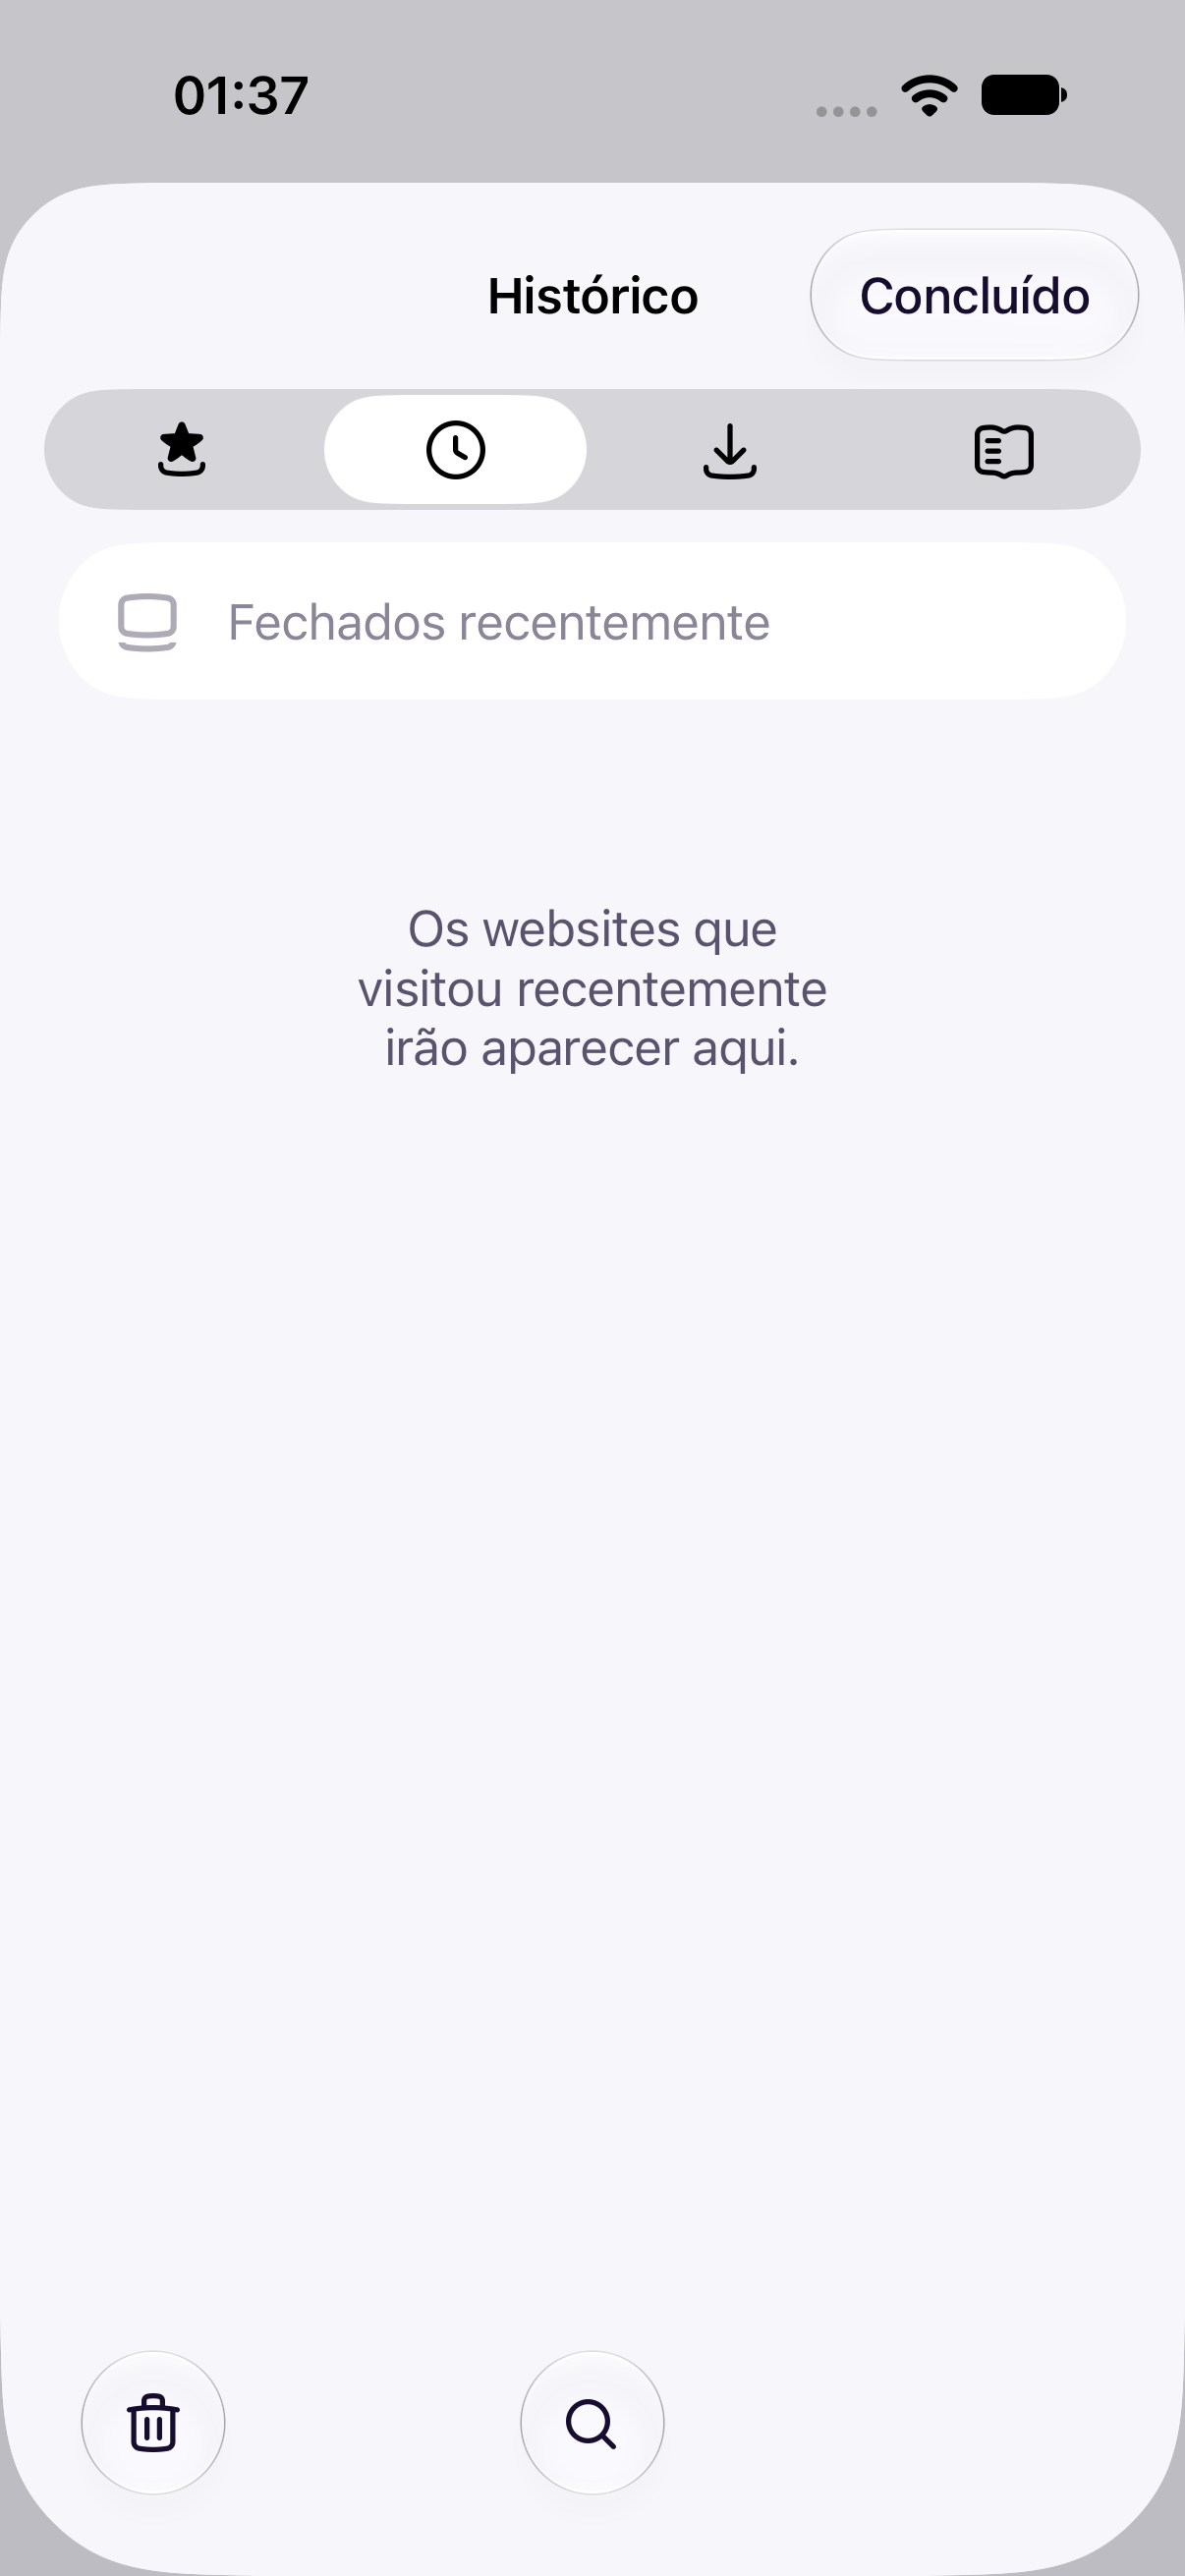 01:37
Histórico
Concluído
Fechados recentemente
Os websites que
visitou recentemente
irão aparecer aqui.